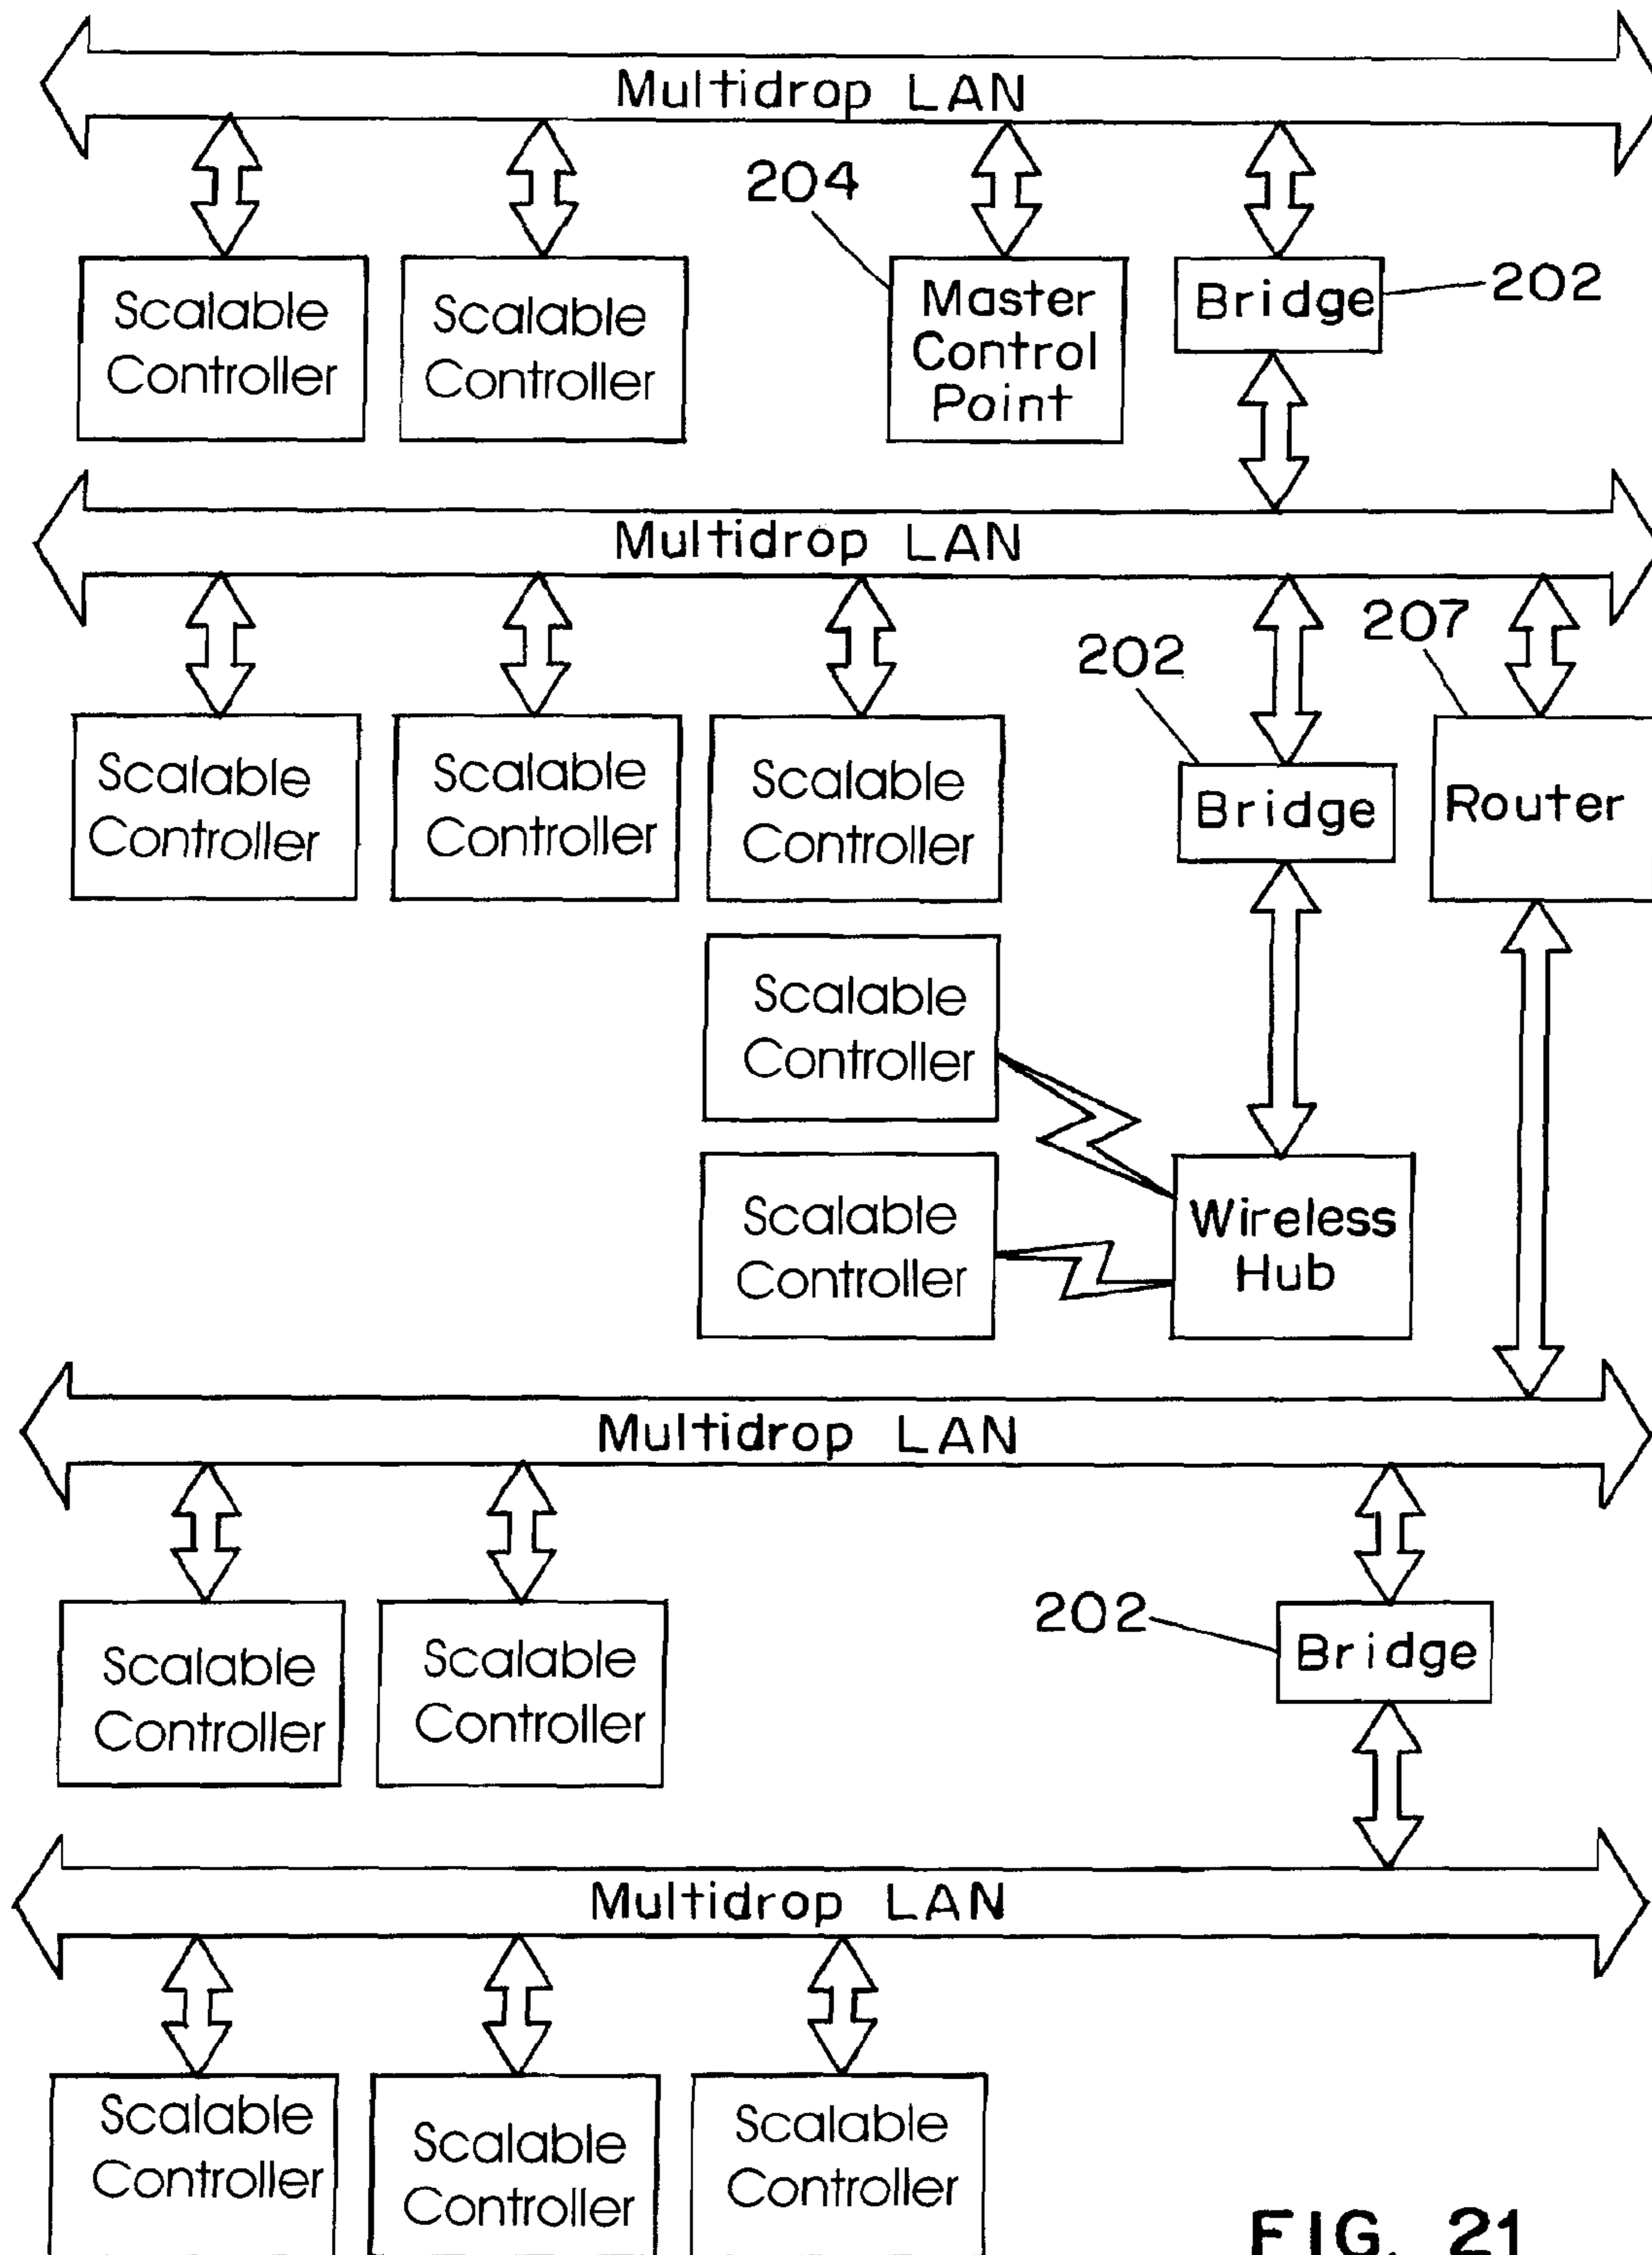 Multidrop LAN
204
Scalable
Controller
Scalable
Controller
Master
Control
Point
Bridge
202
Multidrop LAN
202
207
Scalable
Controller
Scalable
Controller
Scalable
Controller
Bridge
Router
Scalable
Controller
Scalable
Controller
Wireless
Hub
Multidrop LAN
Scalable
Controller
Scalable
Controller
202
Bridge
Multidrop LAN
Scalable
Controller
Scalable
Controller
Scalable
Controller
FIG. 21